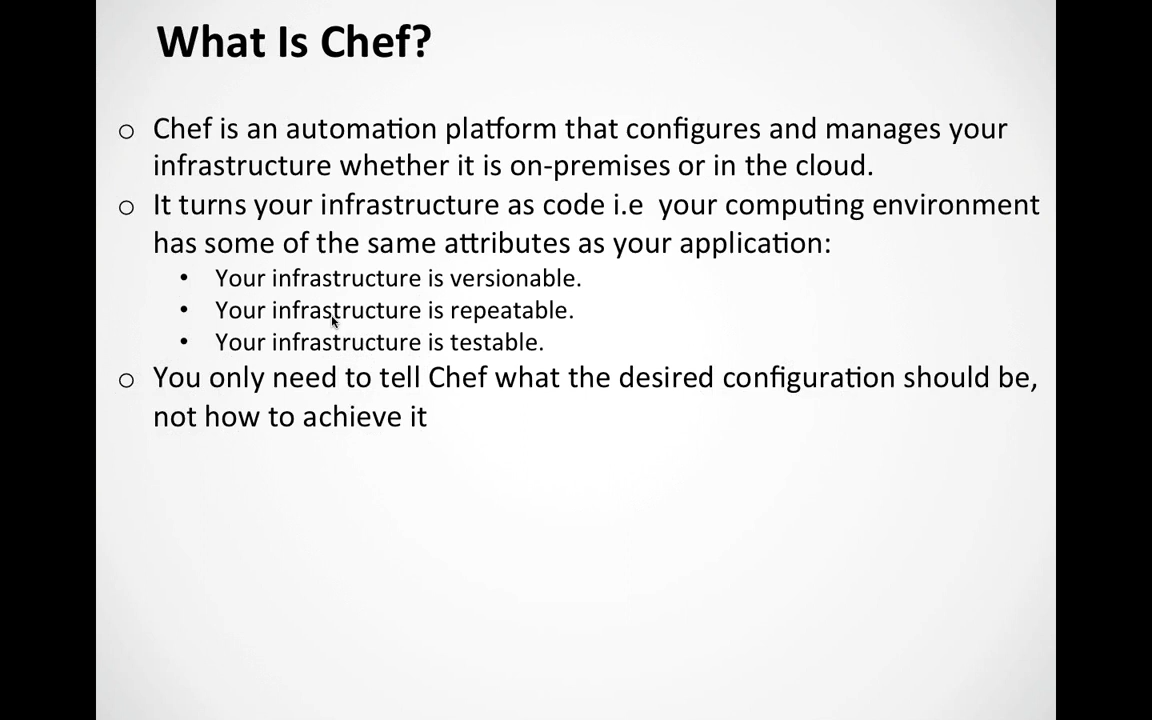 What Is Chef?
○ Chef is an automation platform that configures and manages your
infrastructure whether it is on-premises or in the cloud.
○ It turns your infrastructure as code i.e  your computing environment
has some of the same attributes as your application:
• Your infrastructure is versionable.
• Your infrastructure is repeatable.
• Your infrastructure is testable.
○ You only need to tell Chef what the desired configuration should be,
not how to achieve it